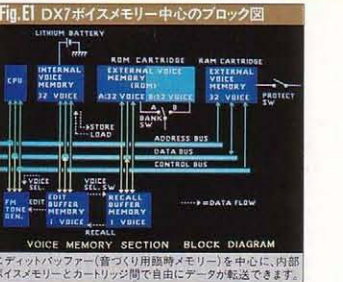 Fig.E1 DX7ボイスメモリー中心のブロック図
LITHIUM BATTERY
ROM CARTRIDGE
RAM CARTRIDGE
CPU
INTERNAL VOICE MEMORY
32 VOICE
EXTERNAL VOICE MEMORY (ROM)
A:32 VOICE B:32 VOICE
EXTERNAL VOICE MEMORY
32 VOICE
PROTECT SW
A B
BANK SW
STORE
LOAD
ADDRESS BUS
DATA BUS
CONTROL BUS
VOICE SEL.
VOICE SEL. SW
FM TONE GEN.
EDIT
EDIT BUFFER MEMORY
1 VOICE
RECALL BUFFER MEMORY
1 VOICE
RECALL
=DATA FLOW
VOICE MEMORY SECTION BLOCK DIAGRAM
エディットバッファー(音づくり用臨時メモリー)を中心に、内部
ボイスメモリーとカートリッジ間で自由にデータが転送できます。